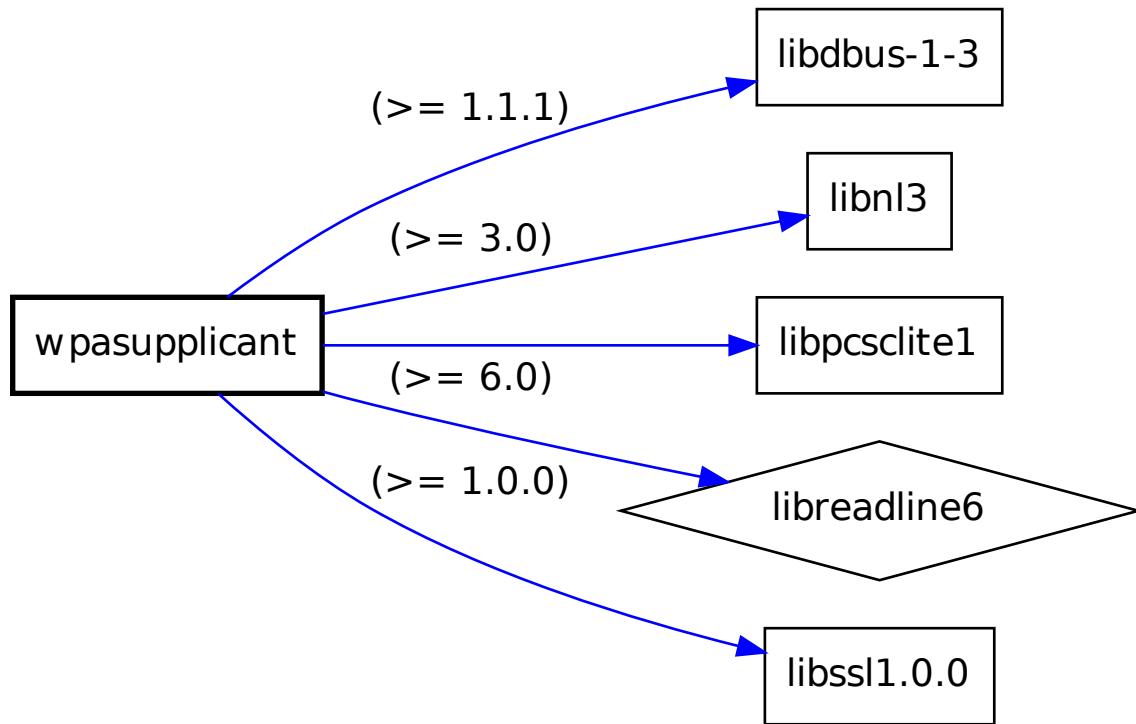 libdbus-1-3
(>= 1.1.1)
libnl3
(>= 3.0)
wpasupplicant
libpcsclite1
(>= 6.0)
libreadline6
(>= 1.0.0)
libssl1.0.0